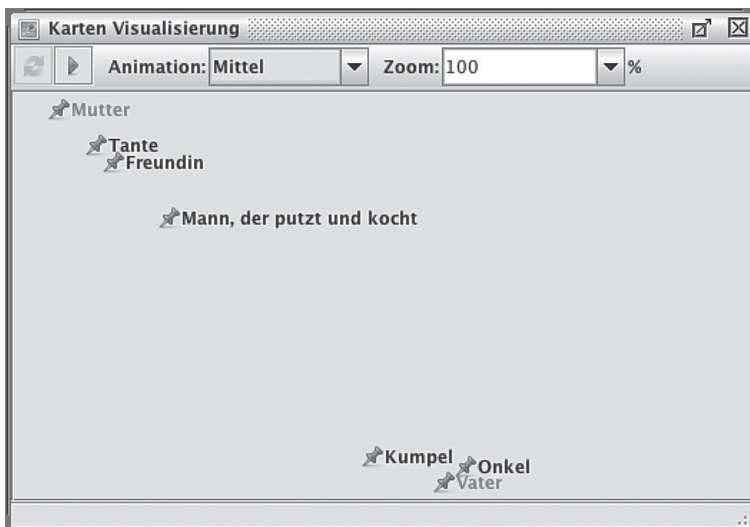 Karten Visualisierung
Animation: Mittel Zoom: 100 %
Mutter
Tante
Freundin
Mann, der putzt und kocht
Kumpel
Onkel
Vater